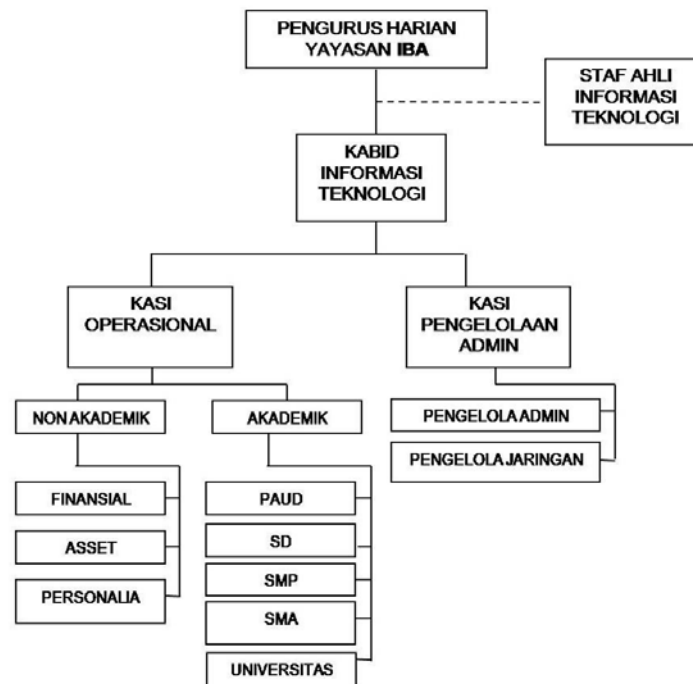 PENGURUS HARIAN
YAYASAN IBA
STAF AHLI
INFORMASI
TEKNOLOGI
KABID
INFORMASI
TEKNOLOGI
KASI
OPERASIONAL
KASI
PENGELOLAAN
ADMIN
NON AKADEMIK
AKADEMIK
PENGELOLA ADMIN
PENGELOLA JARINGAN
FINANSIAL
ASSET
PERSONALIA
PAUD
SD
SMP
SMA
UNIVERSITAS